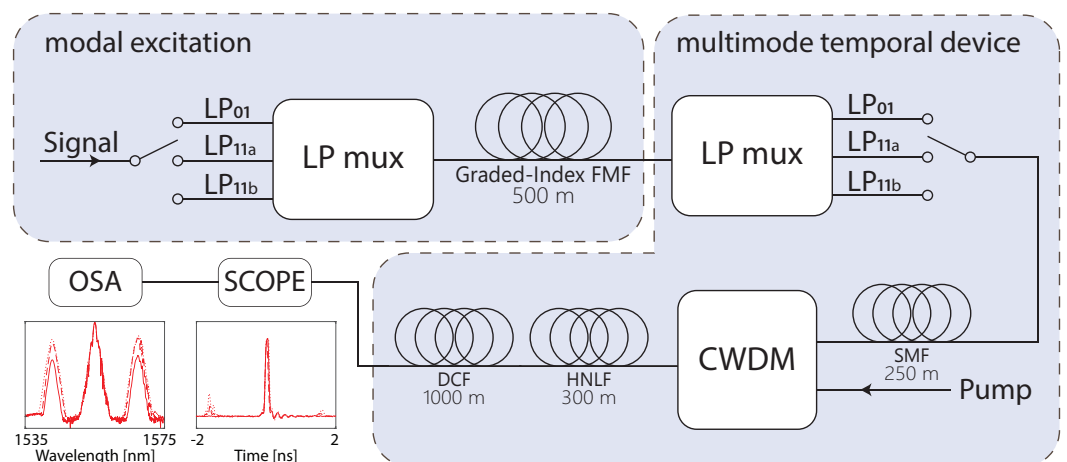 modal excitation
Signal
LP01
LP11a
LP11b
LP mux
Graded-Index FMF
500 m
multimode temporal device
LP mux
LP01
LP11a
LP11b
OSA
SCOPE
DCF
1000 m
HNLF
300 m
CWDM
SMF
250 m
Pump
1535
1575
Wavelength [nm]
-2
2
Time [ns]